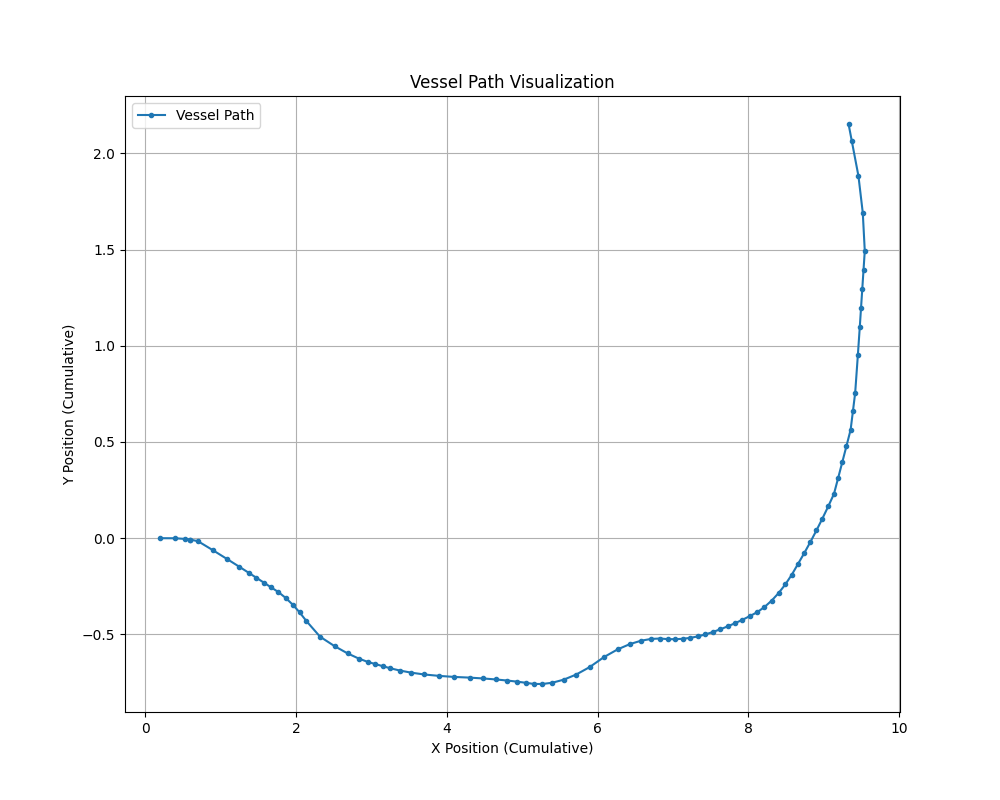 Vessel Path Visualization
Vessel Path
Y Position (Cumulative)
2.0
1.5
1.0
0.5
0.0
−0.5
0 2 4 6 8 10
X Position (Cumulative)